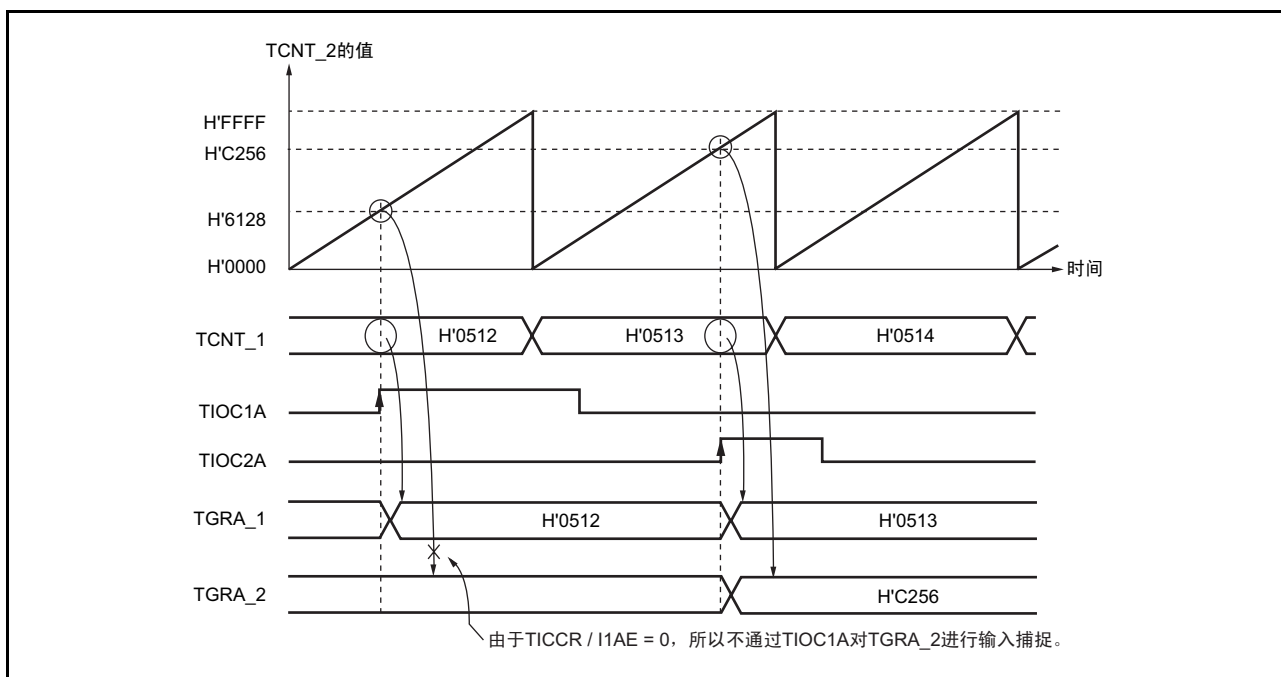 TCNT_2的值
H'FFFF
H'C256
H'6128
H'0000
时间
TCNT_1 H'0512 H'0513 H'0514
TIOC1A
TIOC2A
TGRA_1 H'0512 H'0513
TGRA_2 H'C256
由于TICCR / I1AE = 0，所以不通过TIOC1A对TGRA_2进行输入捕捉。